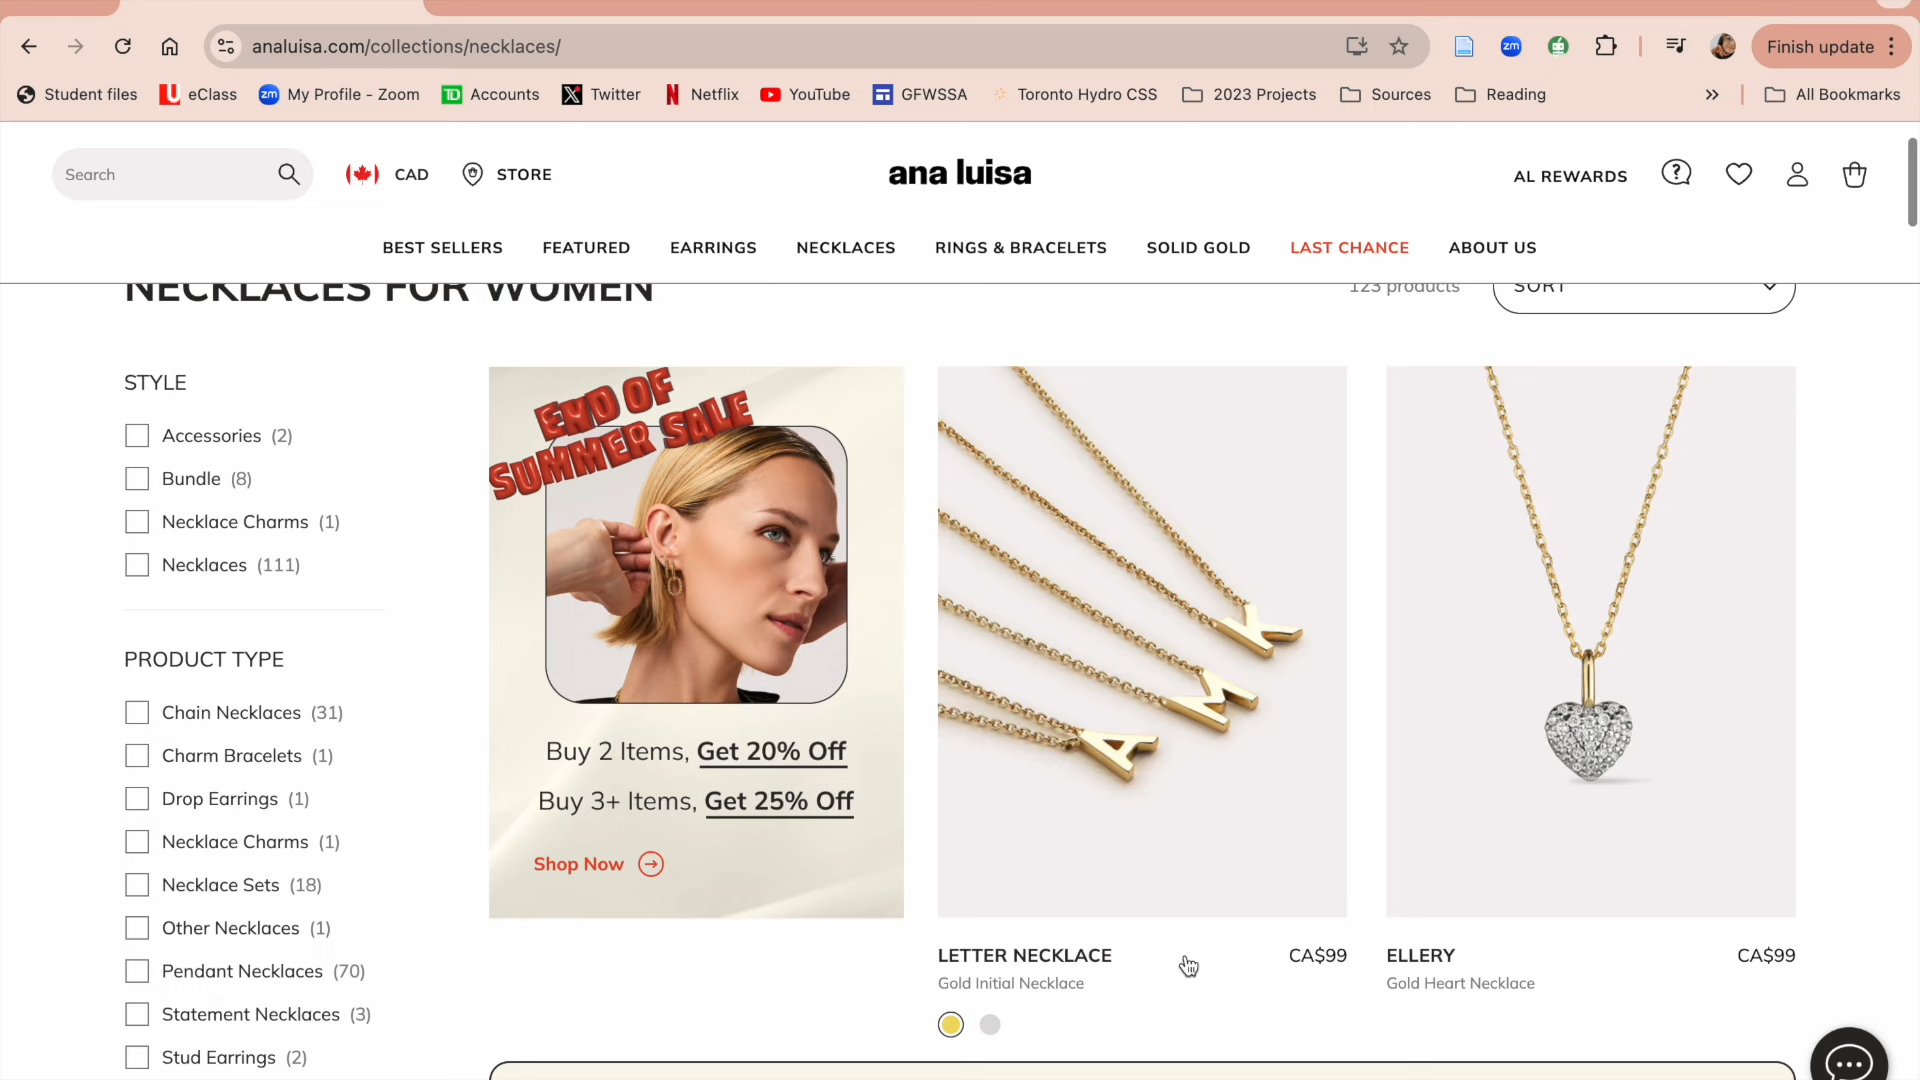 analuisa.com/collections/necklaces/
zm
Finish update
Student files
eClass
zm
My Profile - Zoom
TD
Accounts
Twitter
Netflix
YouTube
GFWSSA
Toronto Hydro CSS
2023 Projects
Sources
Reading
All Bookmarks
Search
CAD
STORE
ana luisa
AL REWARDS
BEST SELLERS
FEATURED
EARRINGS
NECKLACES
RINGS & BRACELETS
SOLID GOLD
LAST CHANCE
ABOUT US
NECKLACES FOR WOMEN
123 products
SORT
STYLE
Accessories (2)
Bundle (8)
Necklace Charms (1)
Necklaces (111)
PRODUCT TYPE
Chain Necklaces (31)
Charm Bracelets (1)
Drop Earrings (1)
Necklace Charms (1)
Necklace Sets (18)
Other Necklaces (1)
Pendant Necklaces (70)
Statement Necklaces (3)
Stud Earrings (2)
END OF
SUMMER SALE
Buy 2 Items, Get 20% Off
Buy 3+ Items, Get 25% Off
Shop Now
K
M
A
LETTER NECKLACE
CA$99
Gold Initial Necklace
ELLERY
CA$99
Gold Heart Necklace